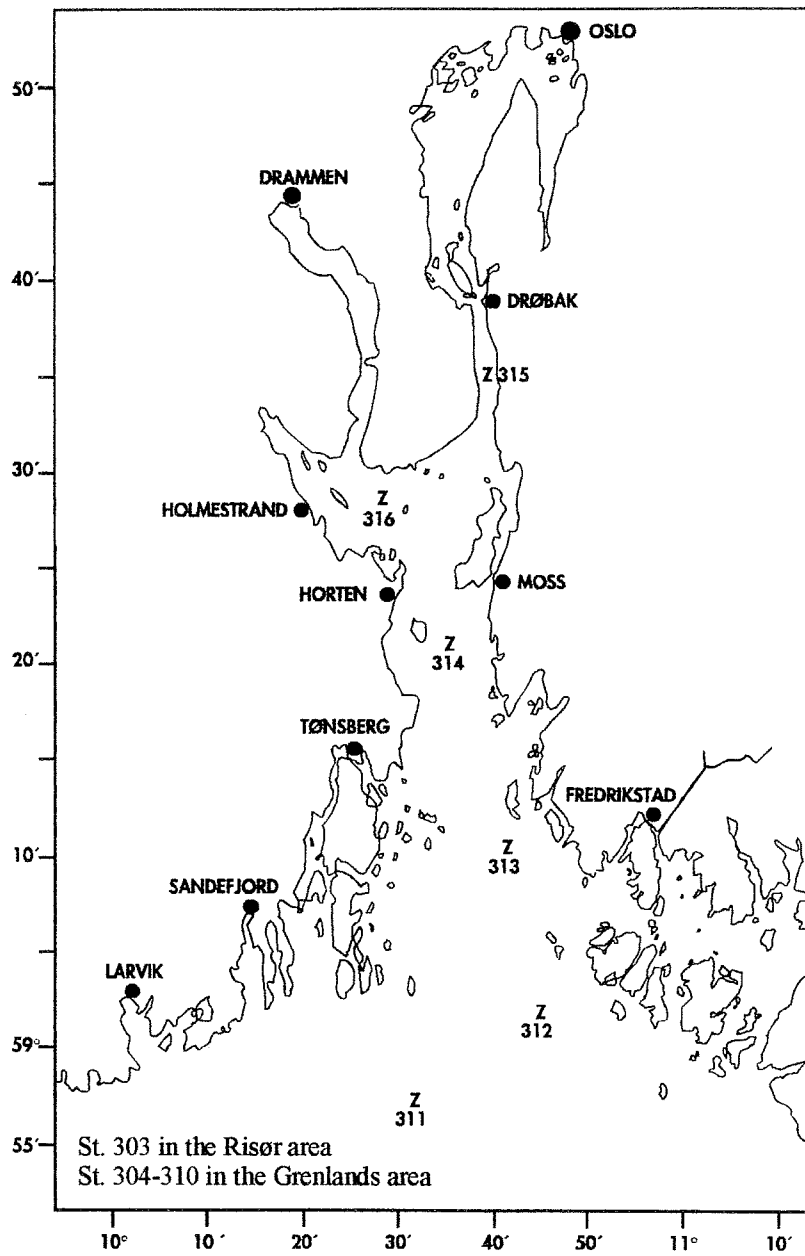 OSLO
50′
DRAMMEN
40′
DRØBAK
Z 315
30′
HOLMESTRAND
Z
316
HORTEN
MOSS
20′
Z
314
TØNSBERG
FREDRIKSTAD
10′
Z
313
SANDEFJORD
LARVIK
59°
Z
312
Z
311
55′
St. 303 in the Risør area
St. 304-310 in the Grenlands area
10° 10′ 20′ 30′ 40′ 50′ 11° 10′